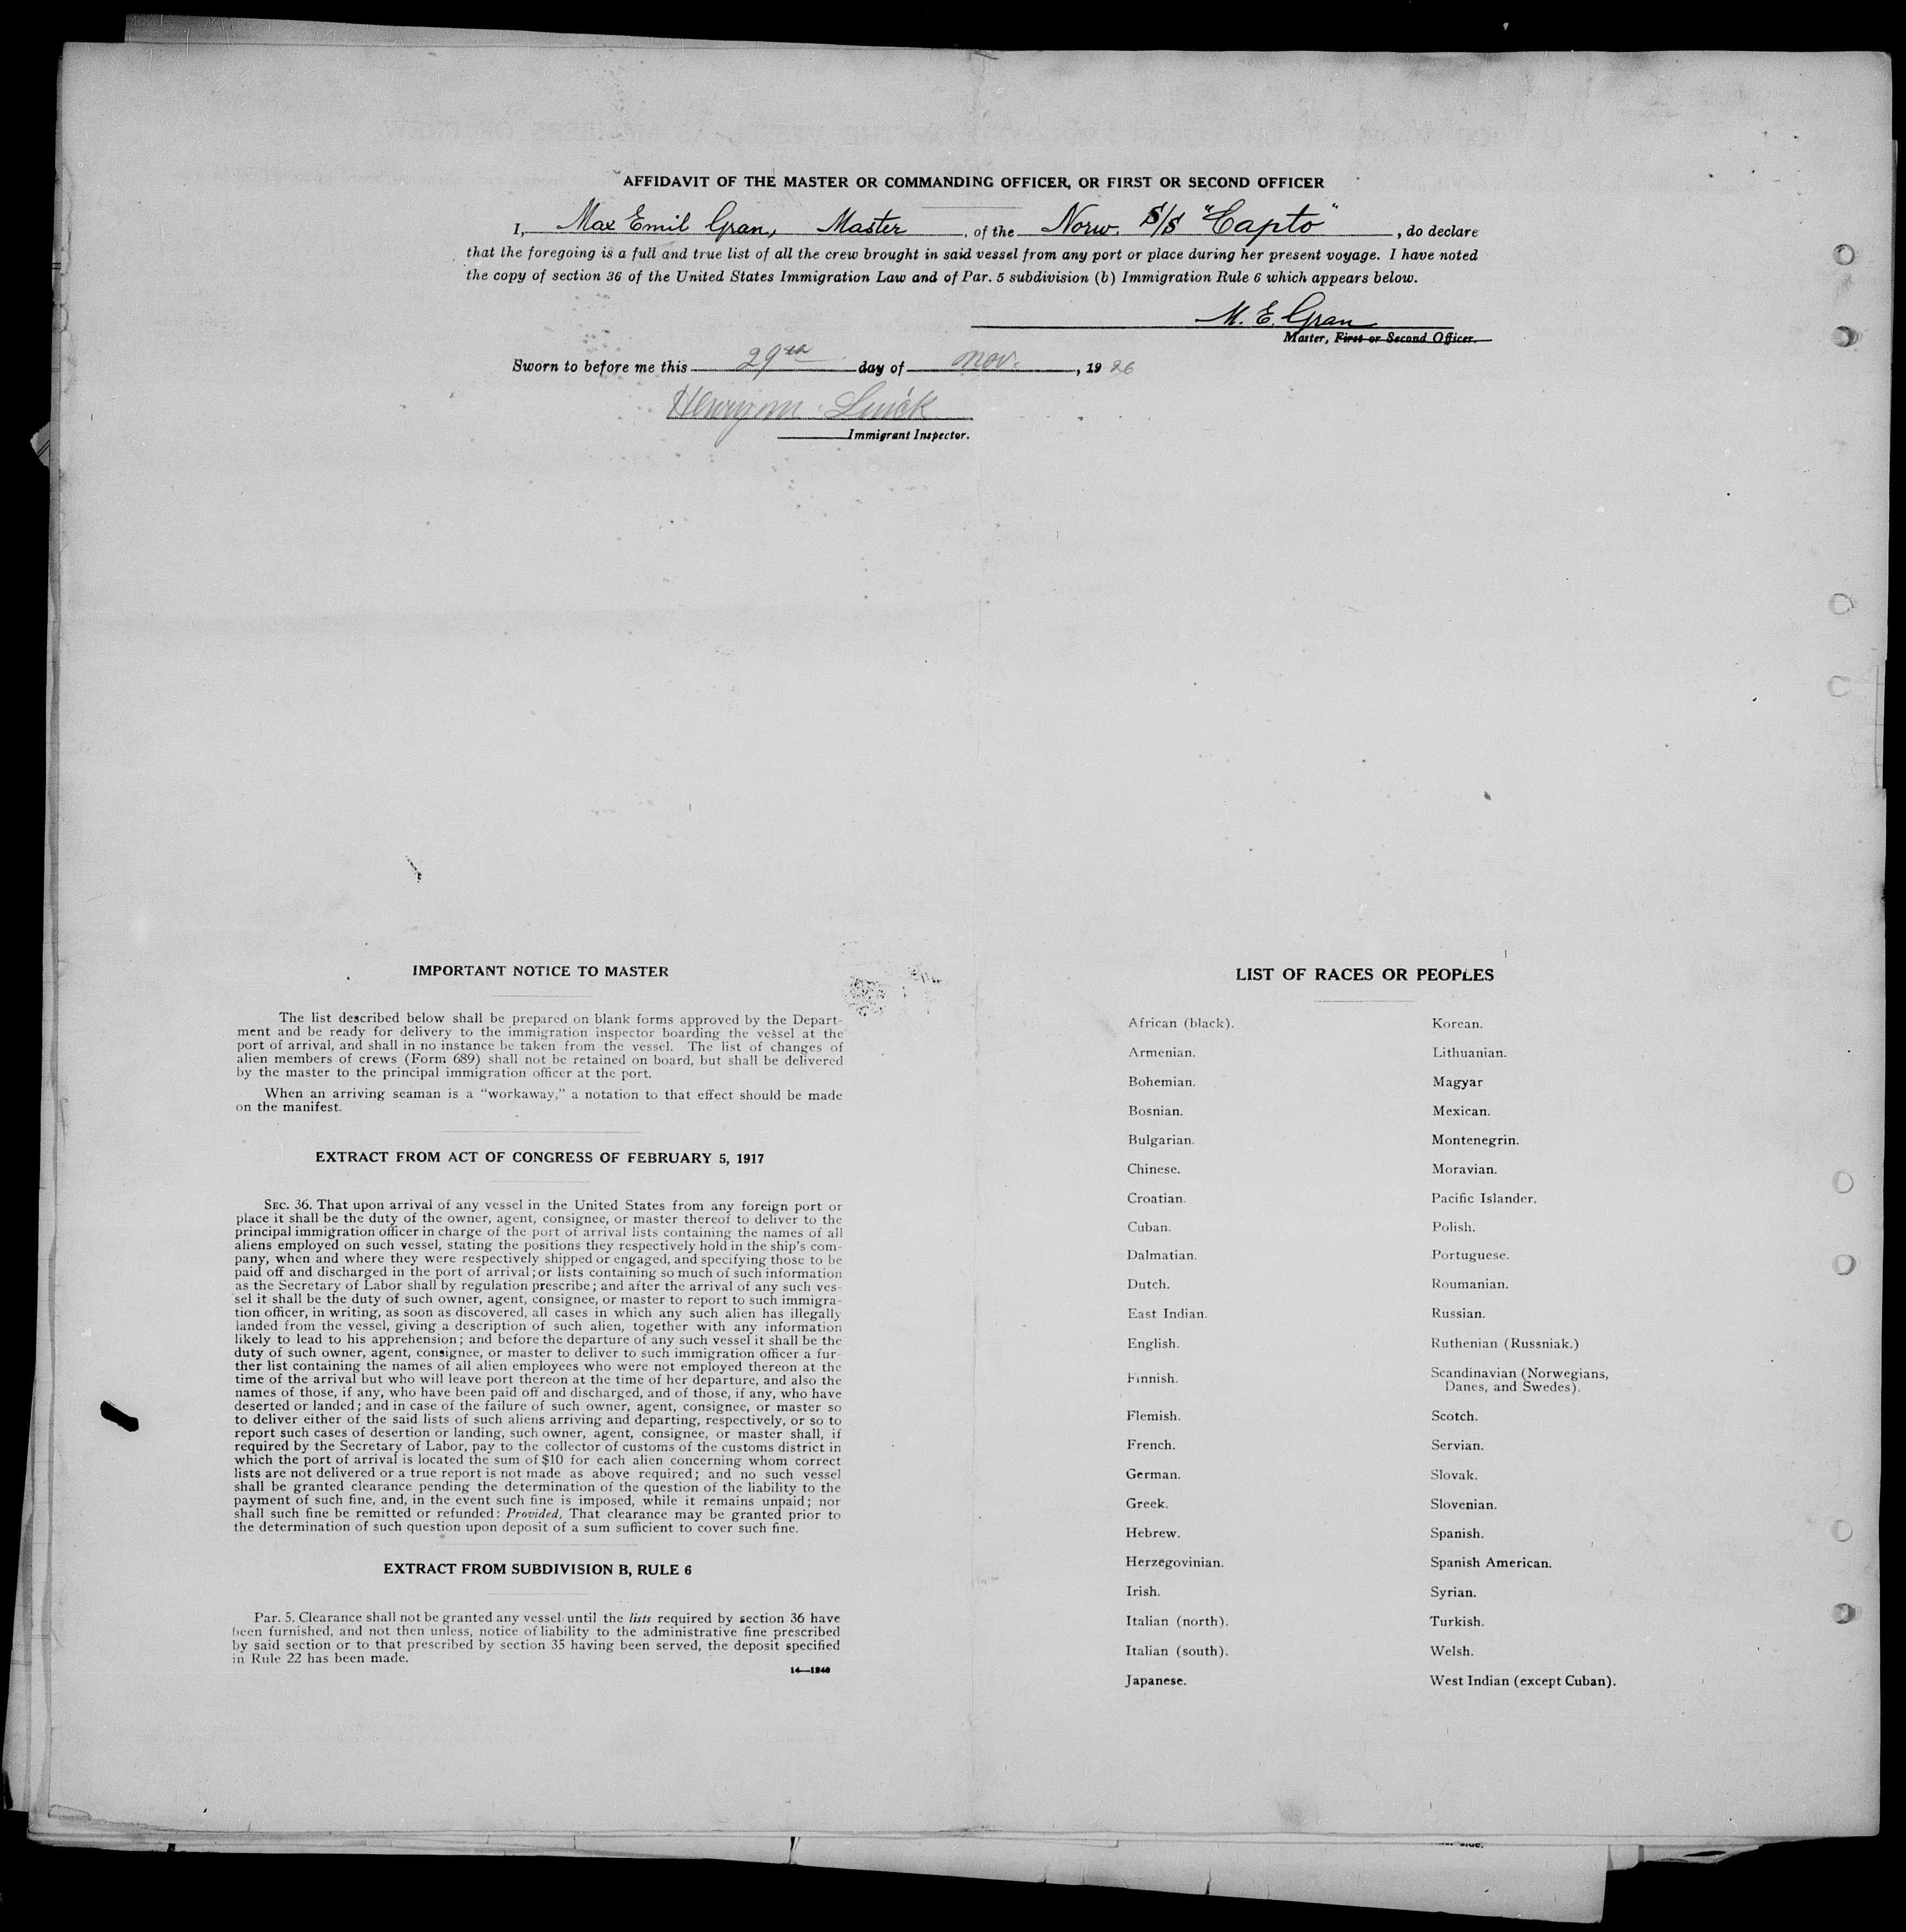 AFFIDAVIT OF THE MASTER OR COMMANDING OFFICER, OR FIRST OR SECOND OFFICER
I, Max Emil Gran, Master, of the Norw. S/S "Capto", do declare
that the foregoing is a full and true list of all the crew brought in said vessel from any port or place during her present voyage. I have noted
the copy of section 36 of the United States Immigration Law and of Par. 5 subdivision (b) Immigration Rule 6 which appears below.
M. E. Gran
Master, First or Second Officer.
Sworn to before me this 29th day of Nov., 1926
Henry
Immigrant Inspector.
IMPORTANT NOTICE TO MASTER
The list described below shall be prepared on blank forms approved by the Depart-
ment and be ready for delivery to the immigration inspector boarding the vessel at the
port of arrival, and shall in no instance be taken from the vessel. The list of changes of
alien members of crews (Form 689) shall not be retained on board, but shall be delivered
by the master to the principal immigration officer at the port.
When an arriving seaman is a "workaway," a notation to that effect should be made
on the manifest.
EXTRACT FROM ACT OF CONGRESS OF FEBRUARY 5, 1917
SEC. 36. That upon arrival of any vessel in the United States from any foreign port or
place it shall be the duty of the owner, agent, consignee, or master thereof to deliver to the
principal immigration officer in charge of the port of arrival lists containing the names of all
aliens employed on such vessel, stating the positions they respectively hold in the ship's com-
pany, when and where they were respectively shipped or engaged, and specifying those to be
paid off and discharged in the port of arrival; or lists containing so much of such information
as the Secretary of Labor shall by regulation prescribe; and after the arrival of any such ves-
sel it shall be the duty of such owner, agent, consignee, or master to report to such immigra-
tion officer, in writing, as soon as discovered, all cases in which any such alien has illegally
landed from the vessel, giving a description of such alien, together with any information
likely to lead to his apprehension; and before the departure of any such vessel it shall be the
duty of such owner, agent, consignee, or master to deliver to such immigration officer a fur-
ther list containing the names of all alien employees who were not employed thereon at the
time of the arrival but who will leave port thereon at the time of her departure, and also the
names of those, if any, who have been paid off and discharged, and of those, if any, who have
deserted or landed; and in case of the failure of such owner, agent, consignee, or master so
to deliver either of the said lists of such aliens arriving and departing, respectively, or so to
report such cases of desertion or landing, such owner, agent, consignee, or master shall, if
required by the Secretary of Labor, pay to the collector of customs of the customs district in
which the port of arrival is located the sum of $10 for each alien concerning whom correct
lists are not delivered or a true report is not made as above required; and no such vessel
shall be granted clearance pending the determination of the question of the liability to the
payment of such fine, and, in the event such fine is imposed, while it remains unpaid; nor
shall such fine be remitted or refunded: Provided, That clearance may be granted prior to
the determination of such question upon deposit of a sum sufficient to cover such fine.
EXTRACT FROM SUBDIVISION B, RULE 6
Par. 5. Clearance shall not be granted any vessel until the lists required by section 36 have
been furnished, and not then unless, notice of liability to the administrative fine prescribed
by said section or to that prescribed by section 35 having been served, the deposit specified
in Rule 22 has been made.
14—1240
LIST OF RACES OR PEOPLES
African (black).
Armenian.
Bohemian.
Bosnian.
Bulgarian.
Chinese.
Croatian.
Cuban.
Dalmatian.
Dutch.
East Indian.
English.
Finnish.
Flemish.
French.
German.
Greek.
Hebrew.
Herzegovinian.
Irish.
Italian (north).
Italian (south).
Japanese.
Korean.
Lithuanian.
Magyar
Mexican.
Montenegrin.
Moravian.
Pacific Islander.
Polish.
Portuguese.
Roumanian.
Russian.
Ruthenian (Russniak.)
Scandinavian (Norwegians,
Danes, and Swedes).
Scotch.
Servian.
Slovak.
Slovenian.
Spanish.
Spanish American.
Syrian.
Turkish.
Welsh.
West Indian (except Cuban).